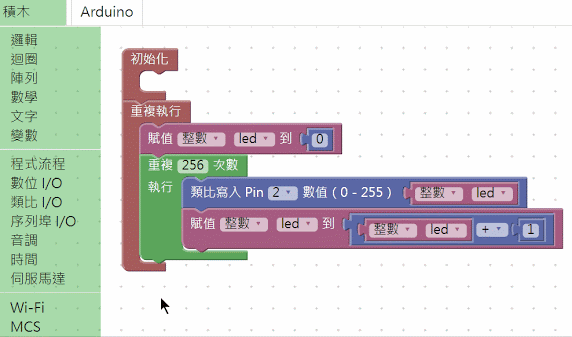 積木 Arduino
邏輯
迴圈
陣列
數學
文字
變數
程式流程
數位 I/O
類比 I/O
序列埠 I/O
音調
時間
伺服馬達
Wi-Fi
MCS
初始化
重複執行
賦值 整數 led 到 0
重複 256 次數
執行 類比寫入 Pin 2 數值 ( 0 - 255 ) 整數 led
賦值 整數 led 到 整數 led + 1